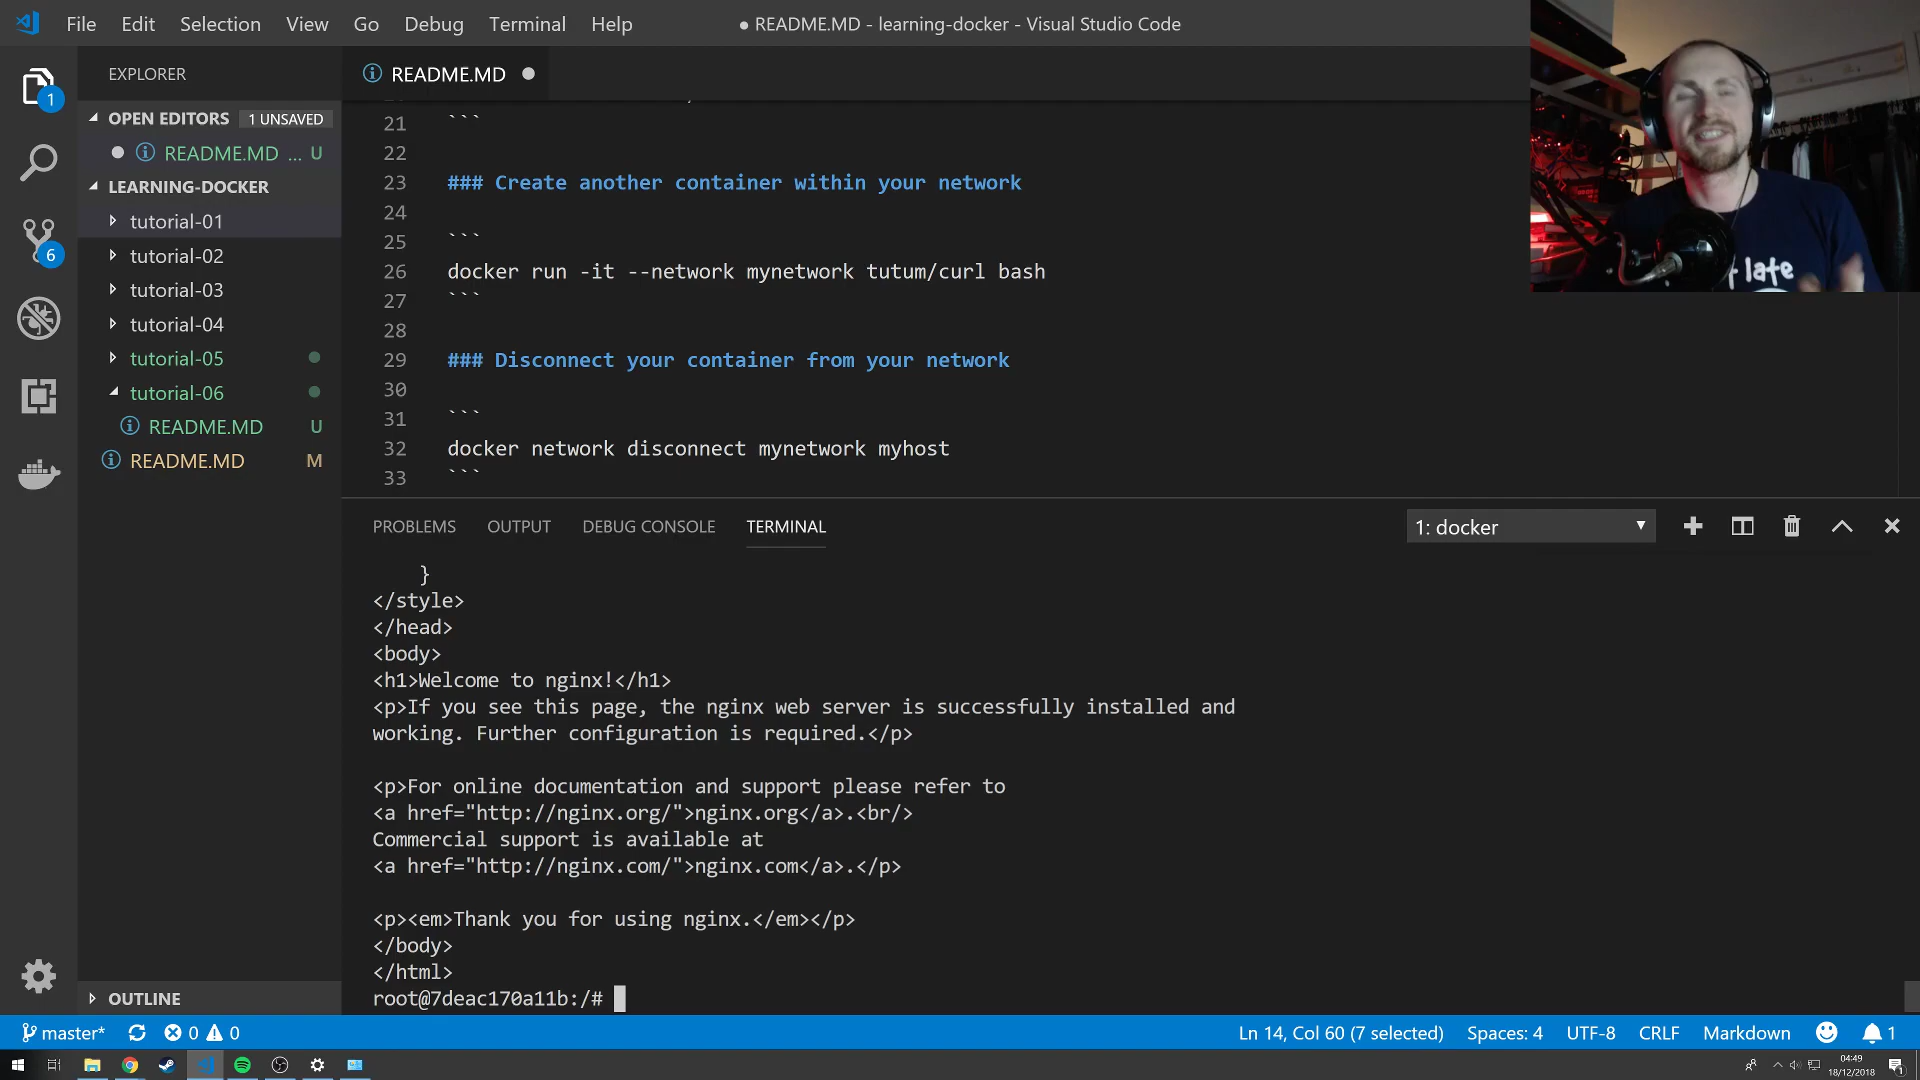 File Edit Selection View Go Debug Terminal Help
● README.MD - learning-docker - Visual Studio Code
EXPLORER
README.MD
1
OPEN EDITORS 1 UNSAVED
README.MD ... U
LEARNING-DOCKER
tutorial-01
tutorial-02
tutorial-03
tutorial-04
tutorial-05
tutorial-06
README.MD U
README.MD M
6
OUTLINE
21 ```
22
23 ### Create another container within your network
24
25 ```
26 docker run -it --network mynetwork tutum/curl bash
27 ```
28
29 ### Disconnect your container from your network
30
31 ```
32 docker network disconnect mynetwork myhost
33 ```
late
PROBLEMS OUTPUT DEBUG CONSOLE TERMINAL
1: docker
}
</style>
</head>
<body>
<h1>Welcome to nginx!</h1>
<p>If you see this page, the nginx web server is successfully installed and
working. Further configuration is required.</p>
<p>For online documentation and support please refer to
<a href="http://nginx.org/">nginx.org</a>.<br/>
Commercial support is available at
<a href="http://nginx.com/">nginx.com</a>.</p>
<p><em>Thank you for using nginx.</em></p>
</body>
</html>
root@7deac170a11b:/#
master* 0 0
Ln 14, Col 60 (7 selected) Spaces: 4 UTF-8 CRLF Markdown 1
04:49
18/12/2018
1